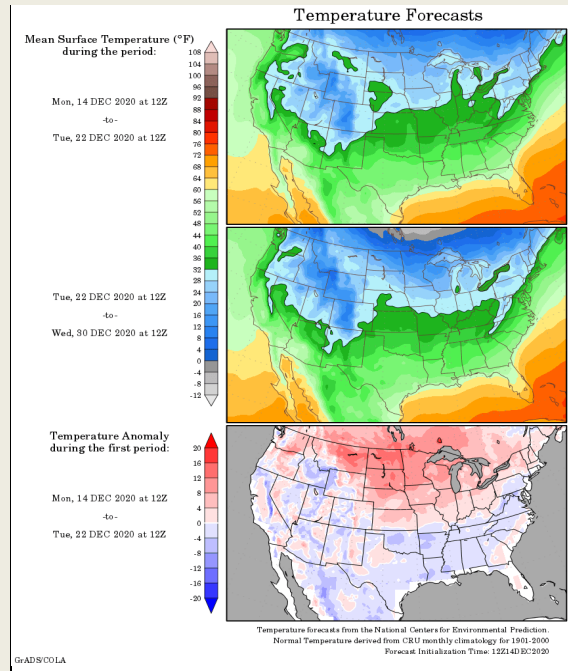 Temperature Forecasts
Mean Surface Temperature (°F)
during the period:
Mon, 14 DEC 2020 at 12Z
-to-
Tue, 22 DEC 2020 at 12Z
108
104
100
96
92
88
84
80
76
72
68
64
60
56
52
48
44
40
36
32
28
24
20
16
12
8
4
0
-4
-8
-12
Tue, 22 DEC 2020 at 12Z
-to-
Wed, 30 DEC 2020 at 12Z
Temperature Anomaly
during the first period:
Mon, 14 DEC 2020 at 12Z
-to-
Tue, 22 DEC 2020 at 12Z
20
16
12
8
4
0
-4
-8
-12
-16
-20
Temperature forecasts from the National Centers for Environmental Prediction.
Normal Temperature derived from CRU monthly climatology for 1901-2000
Forecast Initialization Time: 12Z14DEC2020
GrADS/COLA